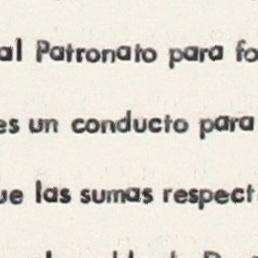 al Patronato para fo
es un conducto para
ue las sumas respect